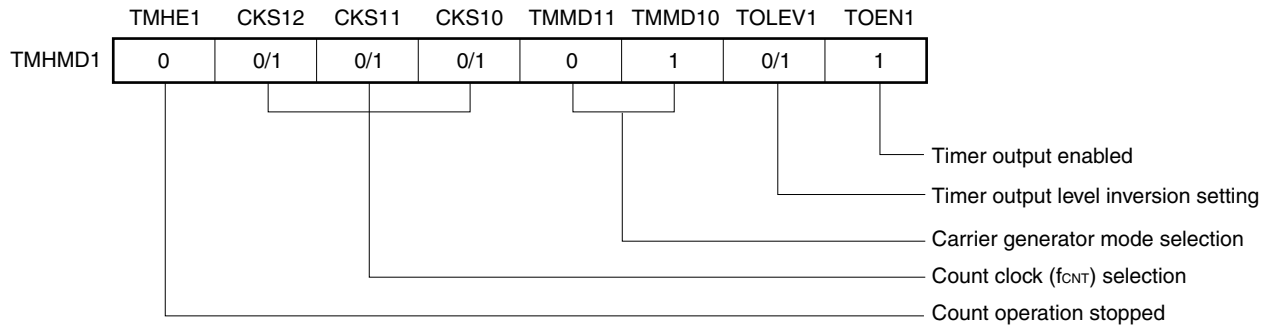 TMHE1 CKS12 CKS11 CKS10 TMMD11 TMMD10 TOLEV1 TOEN1
TMHMD1 0 0/1 0/1 0/1 0 1 0/1 1
Timer output enabled
Timer output level inversion setting
Carrier generator mode selection
Count clock (fCNT) selection
Count operation stopped